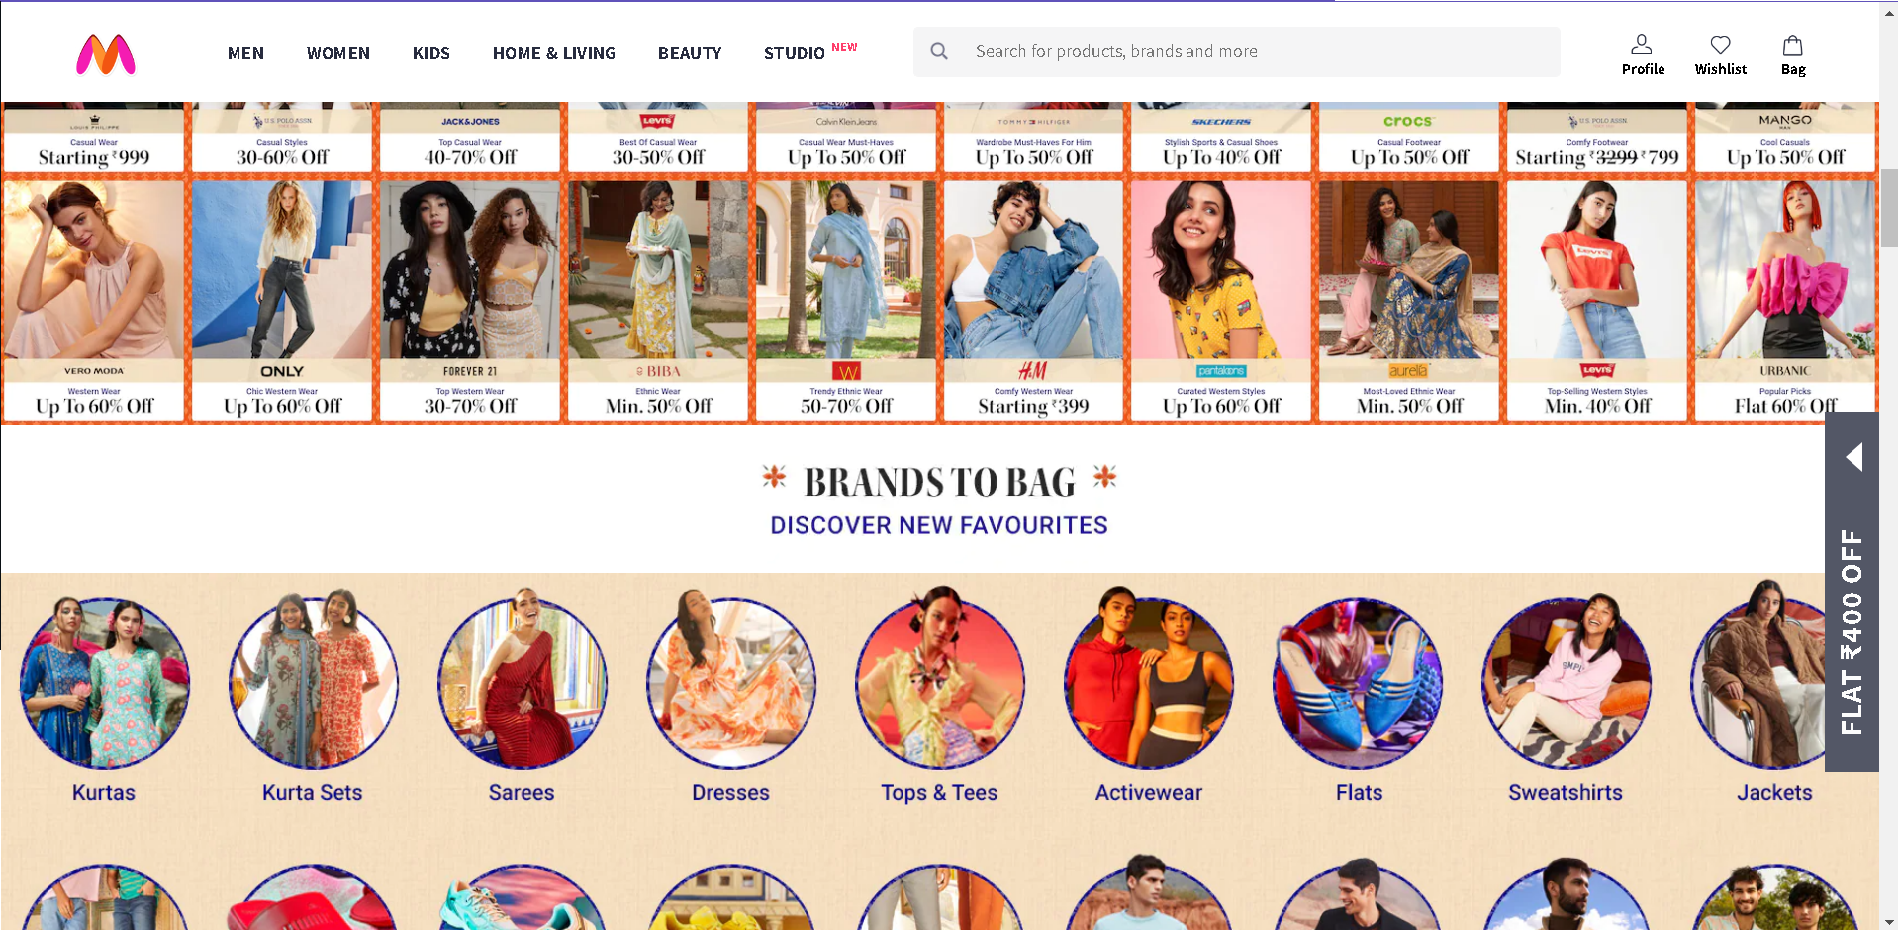 MEN WOMEN KIDS HOME & LIVING BEAUTY STUDIO NEW Search for products, brands and more
Profile Wishlist Bag
LOUIS PHILIPPE U.S. POLO ASSN. JACK&JONES Levi's Calvin Klein Jeans TOMMY HILFIGER SKECHERS crocs U.S. POLO ASSN. MANGO MAN
Casual Wear Casual Styles Top Casual Wear Best Of Casual Wear Casual Wear Must-Haves Wardrobe Must-Haves For Him Stylish Sports & Casual Shoes Casual Footwear Comfy Footwear Cool Casuals
Starting ₹999 30-60% Off 40-70% Off 30-50% Off Up To 50% Off Up To 50% Off Up To 40% Off Up To 50% Off Starting ₹3299 ₹799 Up To 50% Off
Levi's
VERO MODA ONLY FOREVER 21 BIBA W H&M pantaloons aurelia Levi's URBANIC
Western Wear Chic Western Wear Top Western Wear Ethnic Wear Trendy Ethnic Wear Comfy Western Wear Curated Western Styles Most-Loved Ethnic Wear Top-Selling Western Styles Popular Picks
Up To 60% Off Up To 60% Off 30-70% Off Min. 50% Off 50-70% Off Starting ₹399 Up To 60% Off Min. 50% Off Min. 40% Off Flat 60% Off
BRANDS TO BAG
DISCOVER NEW FAVOURITES
FLAT ₹400 OFF
Kurtas Kurta Sets Sarees Dresses Tops & Tees Activewear Flats Sweatshirts Jackets